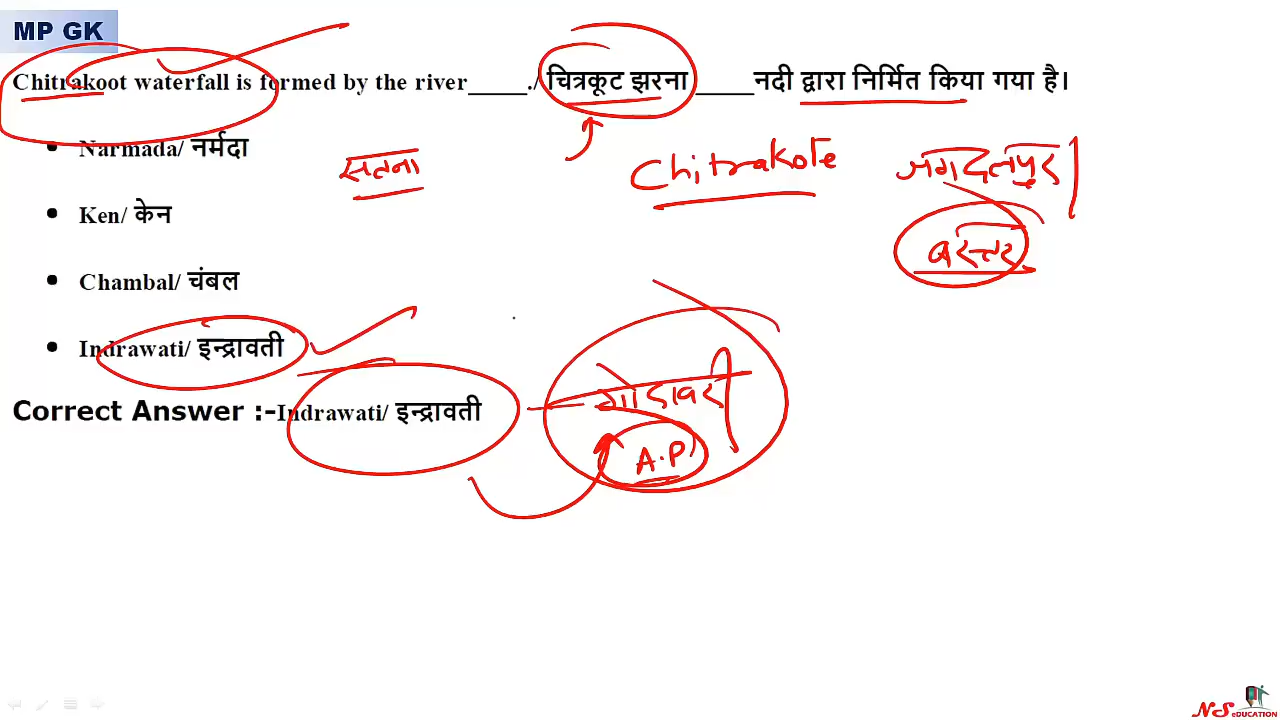 MP GK
Chitrakoot waterfall is formed by the river_____./ चित्रकूट झरना _____नदी द्वारा निर्मित किया गया है।
Narmada/ नर्मदा
सतना
Chitrakote
जगदलपुर
Ken/ केन
बस्तर
Chambal/ चंबल
Indrawati/ इन्द्रावती
गोदावरी
Correct Answer :-Indrawati/ इन्द्रावती
A.P
NS eDUCATION